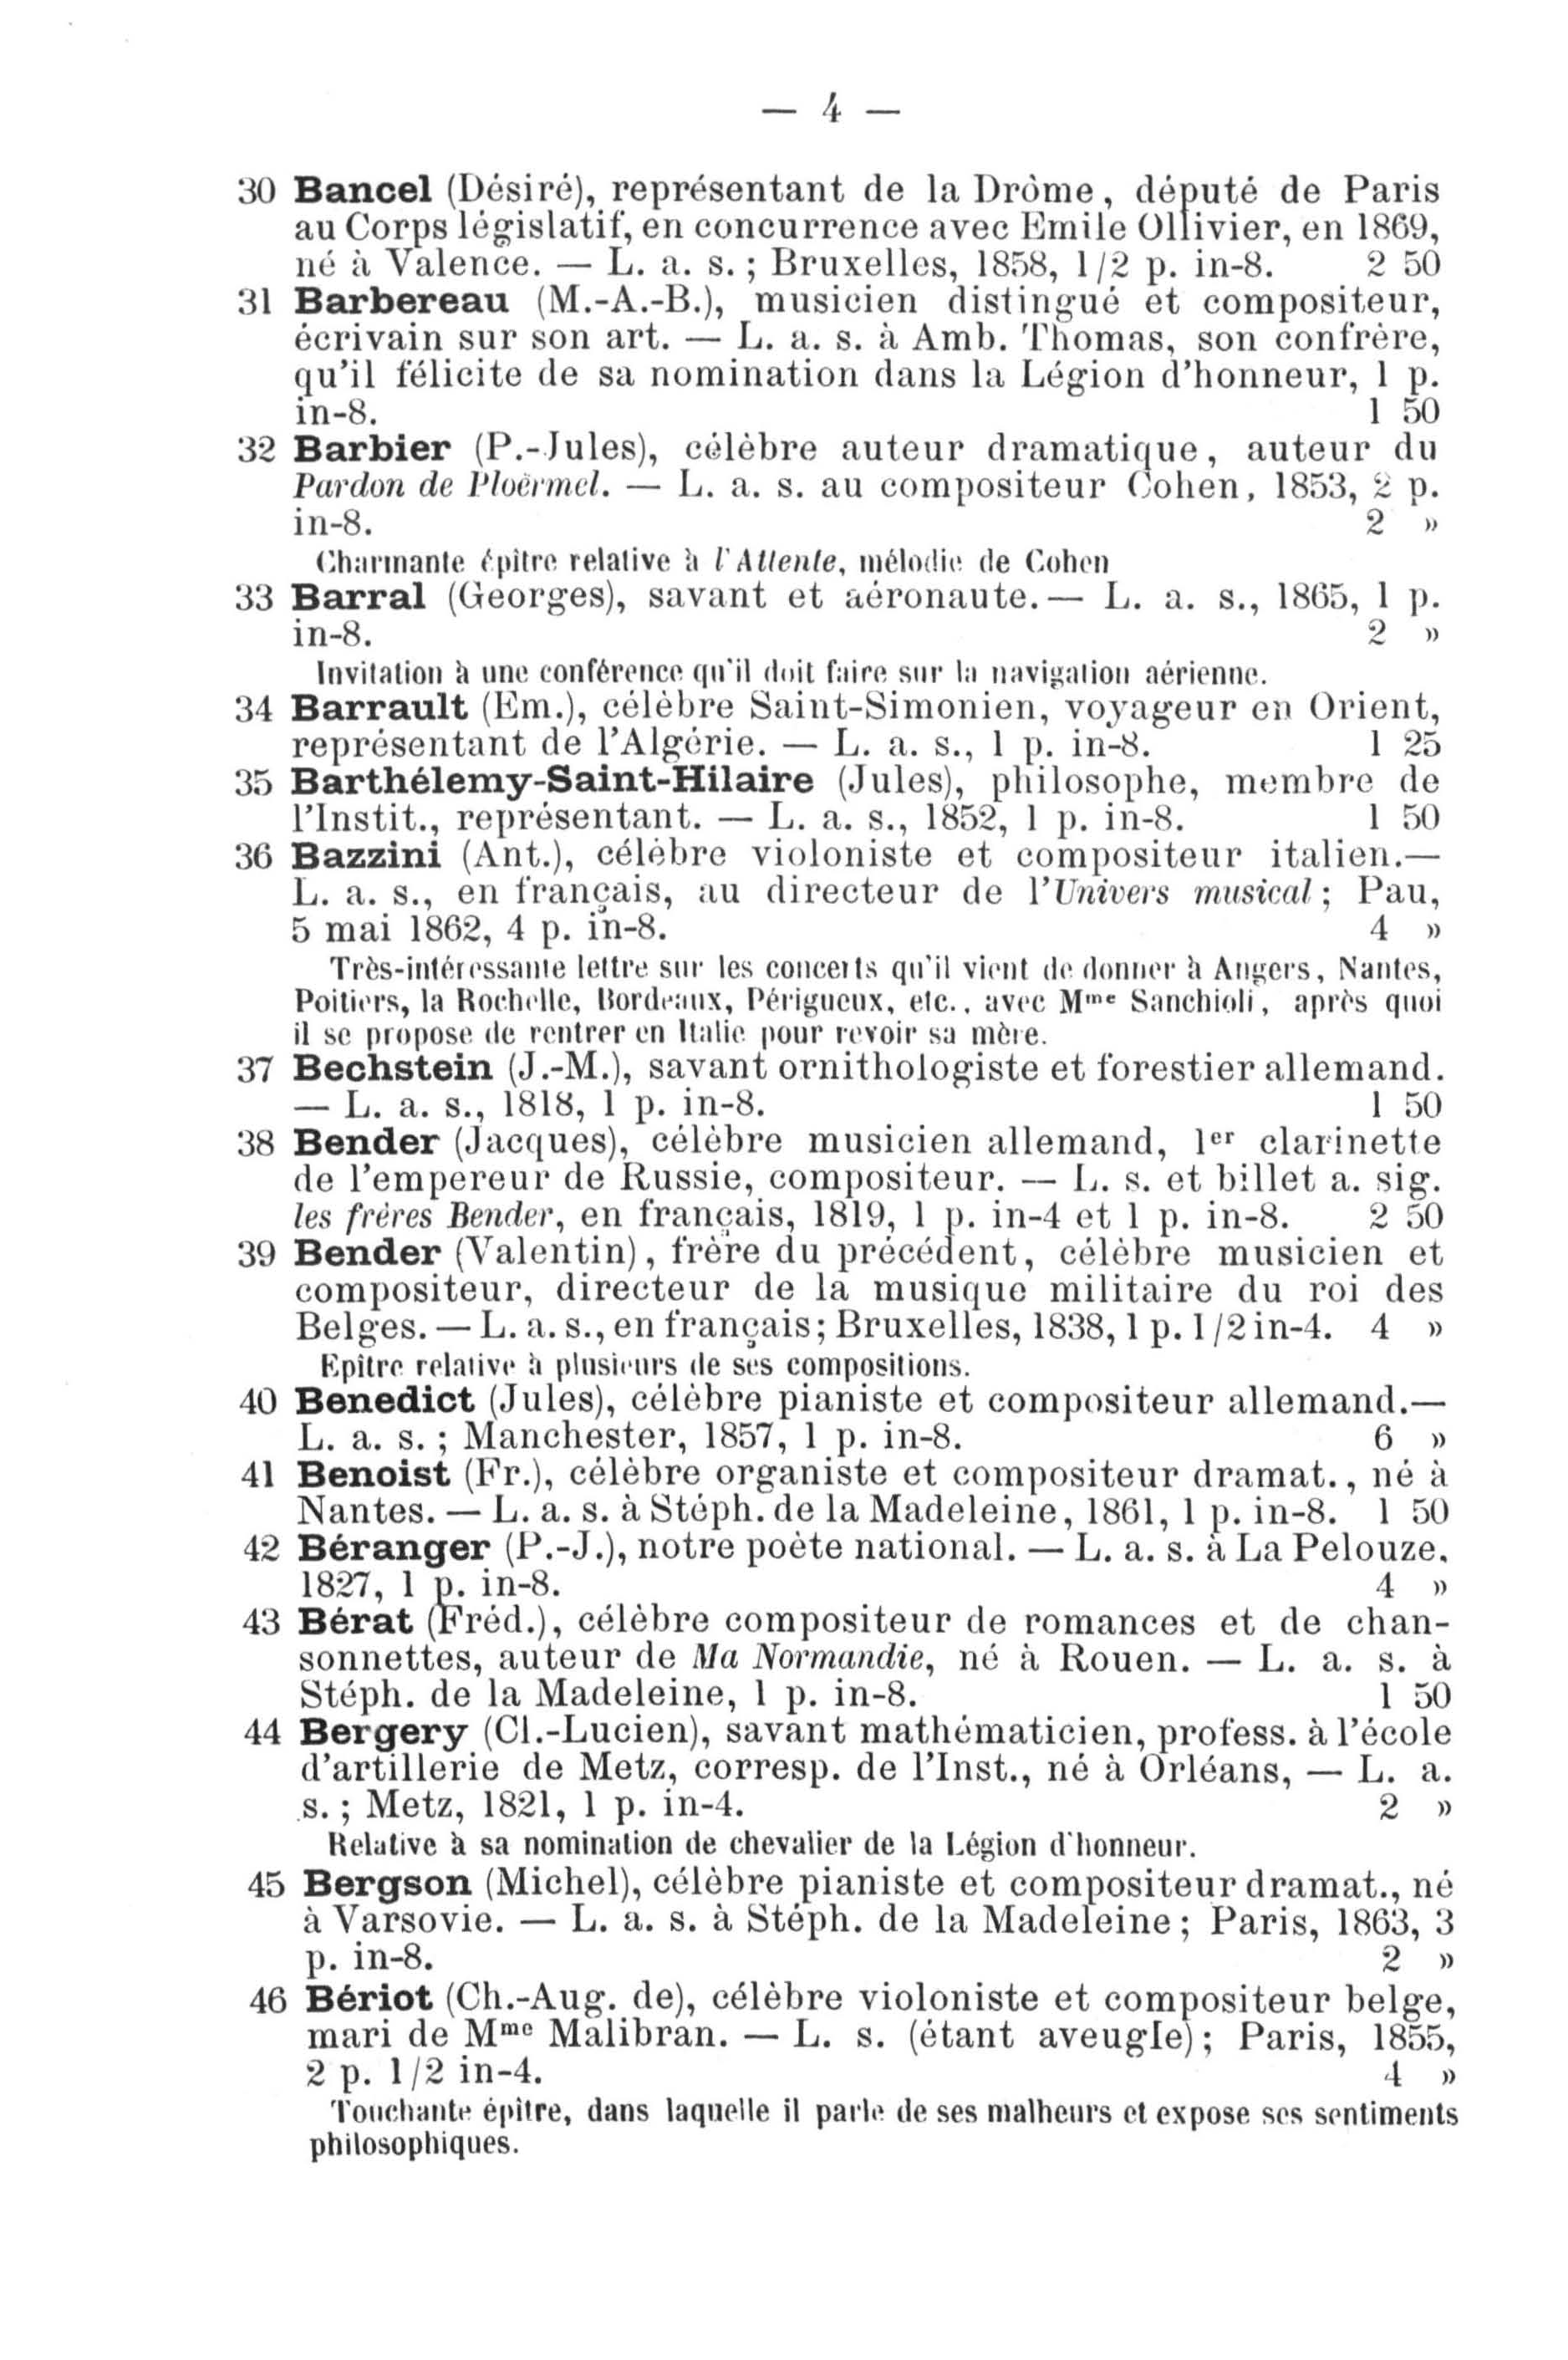 — 4 —
30 Bancel (Désiré), représentant de la Drôme, député de Paris
au Corps législatif, en concurrence avec Emile Ollivier, en 1869,
né à Valence. — L. a. s. ; Bruxelles, 1858, 1/2 p. in-8. 2 50
31 Barbereau (M.-A.-B.), musicien distingué et compositeur,
écrivain sur son art. — L. a. s. à Amb. Thomas, son confrère,
qu'il félicite de sa nomination dans la Légion d'honneur, 1 p.
in-8. 1 50
32 Barbier (P.-Jules), célèbre auteur dramatique, auteur du
Pardon de Ploërmel. — L. a. s. au compositeur Cohen, 1853, 2 p.
in-8. 2 »
Charmante épître relative à l'Attente, mélodie de Cohen
33 Barral (Georges), savant et aéronaute. — L. a. s., 1865, 1 p.
in-8. 2 »
Invitation à une conférence qu'il doit faire sur la navigation aérienne.
34 Barrault (Em.), célèbre Saint-Simonien, voyageur en Orient,
représentant de l'Algérie. — L. a. s., 1 p. in-8. 1 25
35 Barthélemy-Saint-Hilaire (Jules), philosophe, membre de
l'Instit., représentant. — L. a. s., 1852, 1 p. in-8. 1 50
36 Bazzini (Ant.), célèbre violoniste et compositeur italien.—
L. a. s., en français, au directeur de l'Univers musical ; Pau,
5 mai 1862, 4 p. in-8. 4 »
Très-intéressante lettre sur les concerts qu'il vient de donner à Angers, Nantes,
Poitiers, la Rochelle, Bordeaux, Périgueux, etc., avec Mme Sanchioli, après quoi
il se propose de rentrer en Italie pour revoir sa mère.
37 Bechstein (J.-M.), savant ornithologiste et forestier allemand.
— L. a. s., 1818, 1 p. in-8. 1 50
38 Bender (Jacques), célèbre musicien allemand, 1er clarinette
de l'empereur de Russie, compositeur. — L. s. et billet a. sig.
les frères Bender, en français, 1819, 1 p. in-4 et 1 p. in-8. 2 50
39 Bender (Valentin), frère du précédent, célèbre musicien et
compositeur, directeur de la musique militaire du roi des
Belges. — L. a. s., en français ; Bruxelles, 1838, 1 p. 1/2 in-4. 4 »
Epître relative à plusieurs de ses compositions.
40 Benedict (Jules), célèbre pianiste et compositeur allemand.—
L. a. s. ; Manchester, 1857, 1 p. in-8. 6 »
41 Benoist (Fr.), célèbre organiste et compositeur dramat., né à
Nantes. — L. a. s. à Stéph. de la Madeleine, 1861, 1 p. in-8. 1 50
42 Béranger (P.-J.), notre poète national. — L. a. s. à La Pelouze.
1827, 1 p. in-8. 4 »
43 Bérat (Fréd.), célèbre compositeur de romances et de chan-
sonnettes, auteur de Ma Normandie, né à Rouen. — L. a. s. à
Stéph. de la Madeleine, 1 p. in-8. 1 50
44 Bergery (Cl.-Lucien), savant mathématicien, profess. à l'école
d'artillerie de Metz, corresp. de l'Inst., né à Orléans, — L. a.
s. ; Metz, 1821, 1 p. in-4. 2 »
Relative à sa nomination de chevalier de la Légion d'honneur.
45 Bergson (Michel), célèbre pianiste et compositeur dramat., né
à Varsovie. — L. a. s. à Stéph. de la Madeleine ; Paris, 1863, 3
p. in-8. 2 »
46 Bériot (Ch.-Aug. de), célèbre violoniste et compositeur belge,
mari de Mme Malibran. — L. s. (étant aveugle) ; Paris, 1855,
2 p. 1/2 in-4. 4 »
Touchante épître, dans laquelle il parle de ses malheurs et expose ses sentiments
philosophiques.